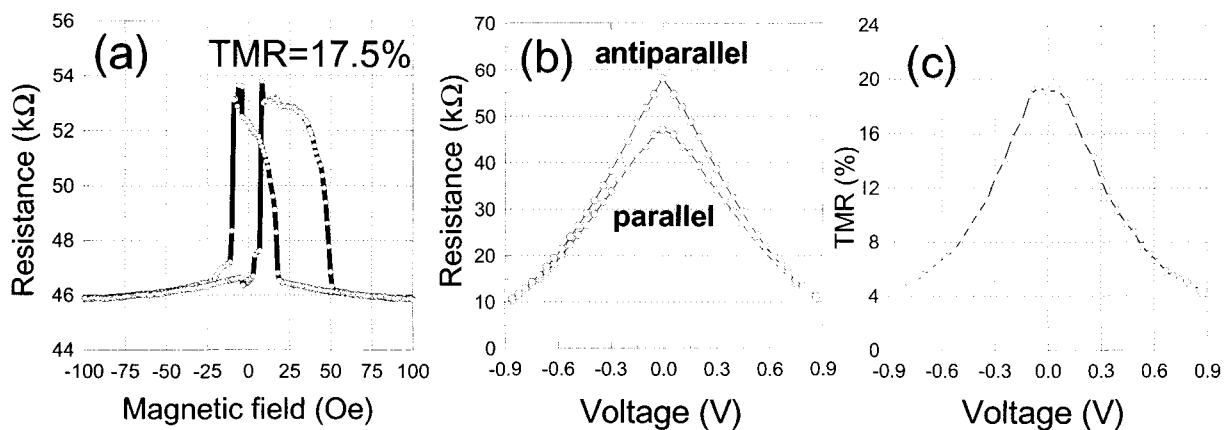 (a)
TMR=17.5%
Resistance (kΩ)
56
54
52
50
48
46
44
-100 -75 -50 -25 0 25 50 75 100
Magnetic field (Oe)
(b)
antiparallel
parallel
Resistance (kΩ)
70
60
50
40
30
20
10
0
-0.9 -0.6 -0.3 0.0 0.3 0.6 0.9
Voltage (V)
(c)
TMR (%)
24
20
16
12
8
4
0
-0.9 -0.6 -0.3 0.0 0.3 0.6 0.9
Voltage (V)